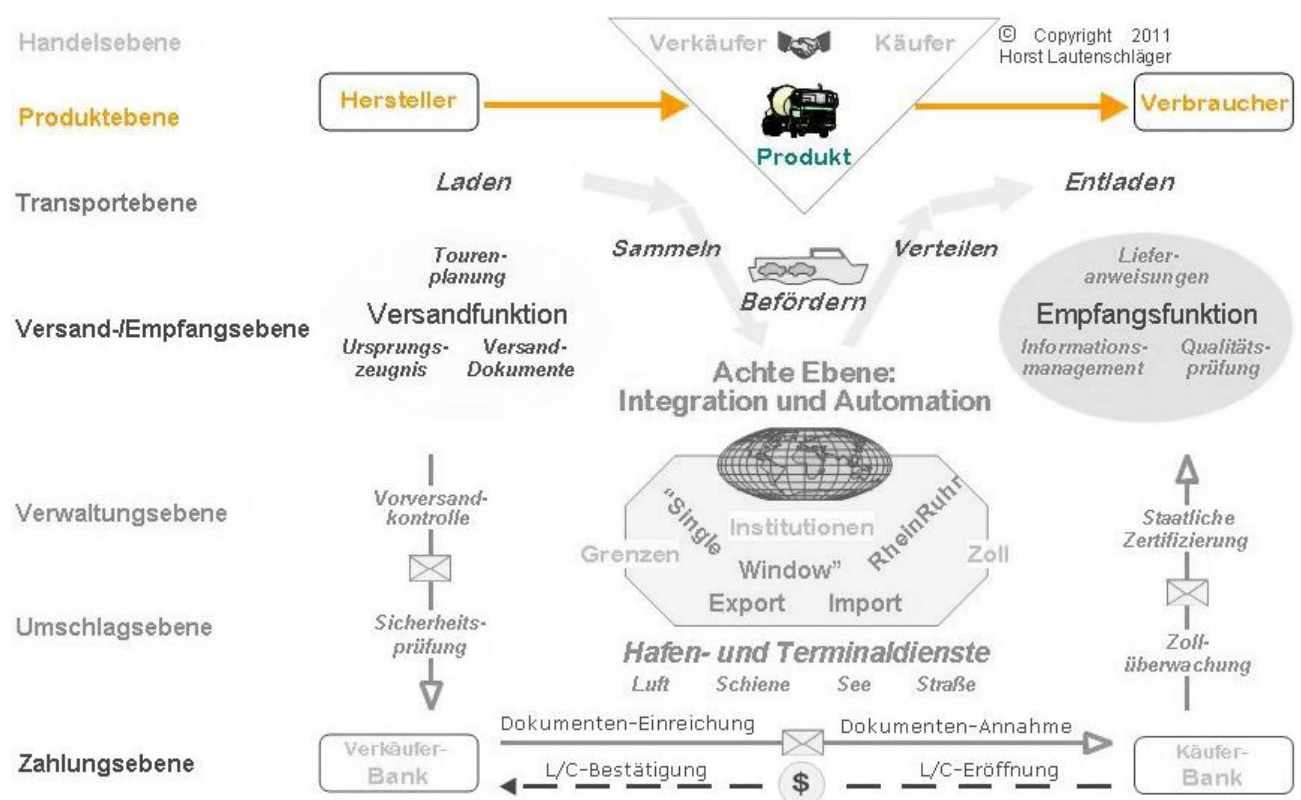 Handelsebene
Verkäufer Käufer
© Copyright 2011
Horst Lautenschläger
Produktebene
Hersteller
Verbraucher
Produkt
Transportebene
Laden
Entladen
Sammeln
Verteilen
Befördern
Versand-/Empfangsebene
Touren-
planung
Versandfunktion
Ursprungs-
zeugnis
Versand-
Dokumente
Liefer-
anweisungen
Empfangsfunktion
Informations-
management
Qualitäts-
prüfung
Achte Ebene:
Integration und Automation
Verwaltungsebene
Vorversand-
kontrolle
"Single
Institutionen
RheinRuhr
Grenzen
Zoll
Window"
Export Import
Staatliche
Zertifizierung
Umschlagsebene
Sicherheits-
prüfung
Hafen- und Terminaldienste
Luft Schiene See Straße
Zoll-
überwachung
Zahlungsebene
Verkäufer-
Bank
Dokumenten-Einreichung
Dokumenten-Annahme
L/C-Bestätigung
$
L/C-Eröffnung
Käufer-
Bank